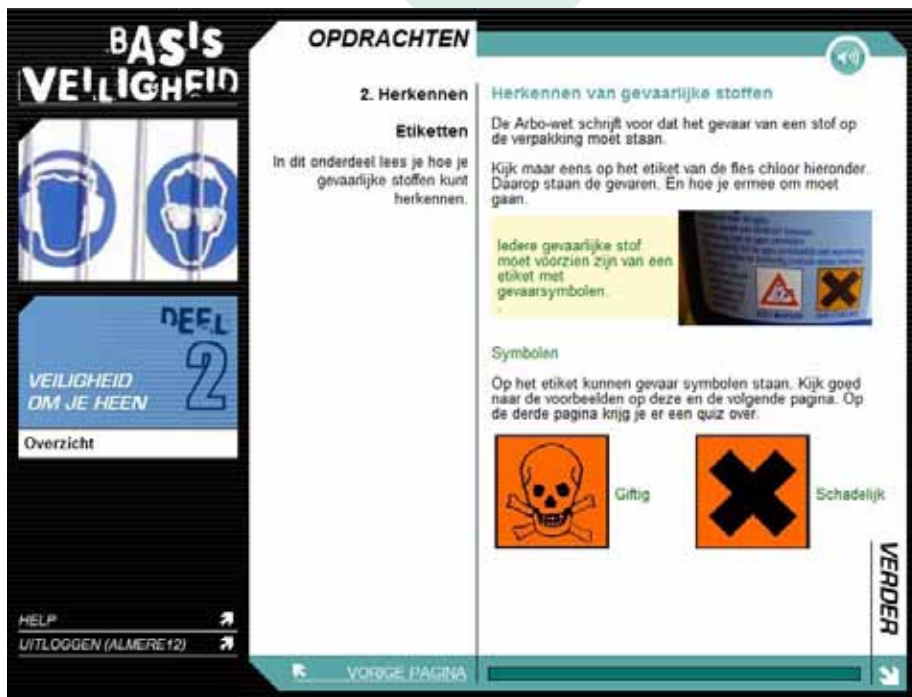 BASIS
VEILIGHEID
DEEL
2
VEILIGHEID
OM JE HEEN
Overzicht
HELP
UITLOGGEN (ALMERE12)
OPDRACHTEN
2. Herkennen
Etiketten
In dit onderdeel lees je hoe je
gevaarlijke stoffen kunt
herkennen.
Herkennen van gevaarlijke stoffen
De Arbo-wet schrijft voor dat het gevaar van een stof op
de verpakking moet staan.
Kijk maar eens op het etiket van de fles chloor hieronder.
Daarop staan de gevaren. En hoe je ermee om moet
gaan.
Iedere gevaarlijke stof
moet voorzien zijn van een
etiket met
gevaarsymbolen.
.
Symbolen
Op het etiket kunnen gevaar symbolen staan. Kijk goed
naar de voorbeelden op deze en de volgende pagina. Op
de derde pagina krijg je er een quiz over.
Giftig
Schadelijk
VERDER
VORIGE PAGINA